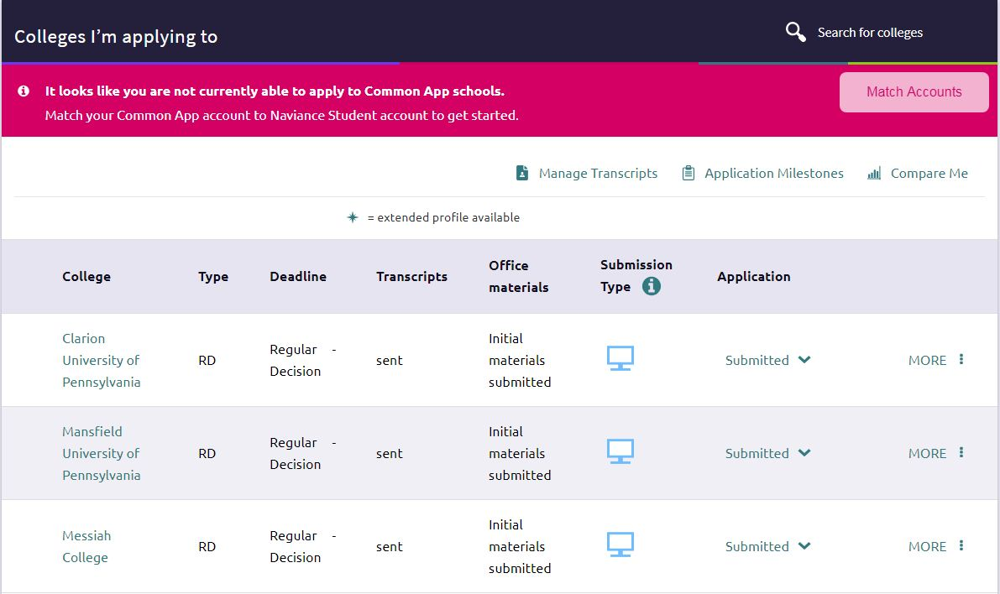 Colleges I'm applying to
Search for colleges
It looks like you are not currently able to apply to Common App schools.
Match your Common App account to Naviance Student account to get started.
Match Accounts
Manage Transcripts
Application Milestones
Compare Me
= extended profile available
College
Type
Deadline
Transcripts
Office
materials
Submission
Type
Application
Clarion
University of
Pennsylvania
RD
Regular -
Decision
sent
Initial
materials
submitted
Submitted
MORE
Mansfield
University of
Pennsylvania
RD
Regular -
Decision
sent
Initial
materials
submitted
Submitted
MORE
Messiah
College
RD
Regular -
Decision
sent
Initial
materials
submitted
Submitted
MORE